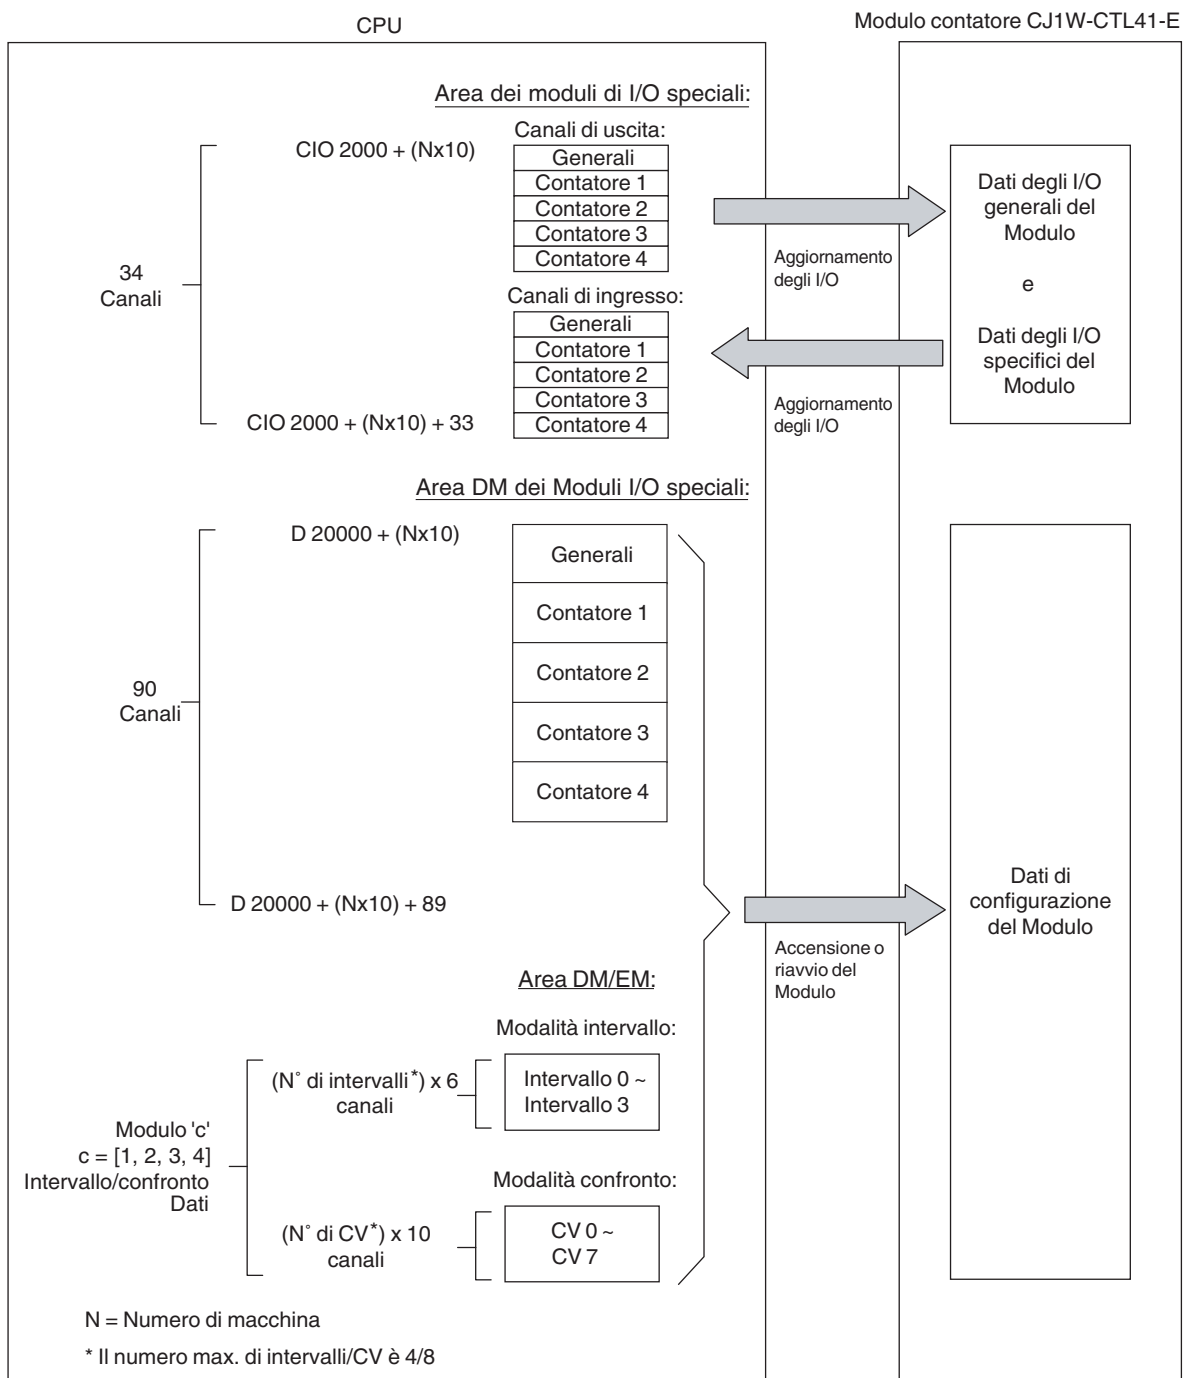 CPU
Modulo contatore CJ1W-CTL41-E
Area dei moduli di I/O speciali:
Canali di uscita:
CIO 2000 + (Nx10)
Generali
Contatore 1
Contatore 2
Contatore 3
Contatore 4
34
Canali
Canali di ingresso:
Generali
Contatore 1
Contatore 2
Contatore 3
Contatore 4
CIO 2000 + (Nx10) + 33
Aggiornamento
degli I/O
Aggiornamento
degli I/O
Dati degli I/O
generali del
Modulo
e
Dati degli I/O
specifici del
Modulo
Area DM dei Moduli I/O speciali:
D 20000 + (Nx10)
Generali
Contatore 1
Contatore 2
Contatore 3
Contatore 4
90
Canali
D 20000 + (Nx10) + 89
Accensione o
riavvio del
Modulo
Dati di
configurazione
del Modulo
Area DM/EM:
Modalità intervallo:
(N° di intervalli*) x 6
canali
Intervallo 0 ~
Intervallo 3
Modulo 'c'
c = [1, 2, 3, 4]
Intervallo/confronto
Dati
Modalità confronto:
(N° di CV*) x 10
canali
CV 0 ~
CV 7
N = Numero di macchina
* Il numero max. di intervalli/CV è 4/8